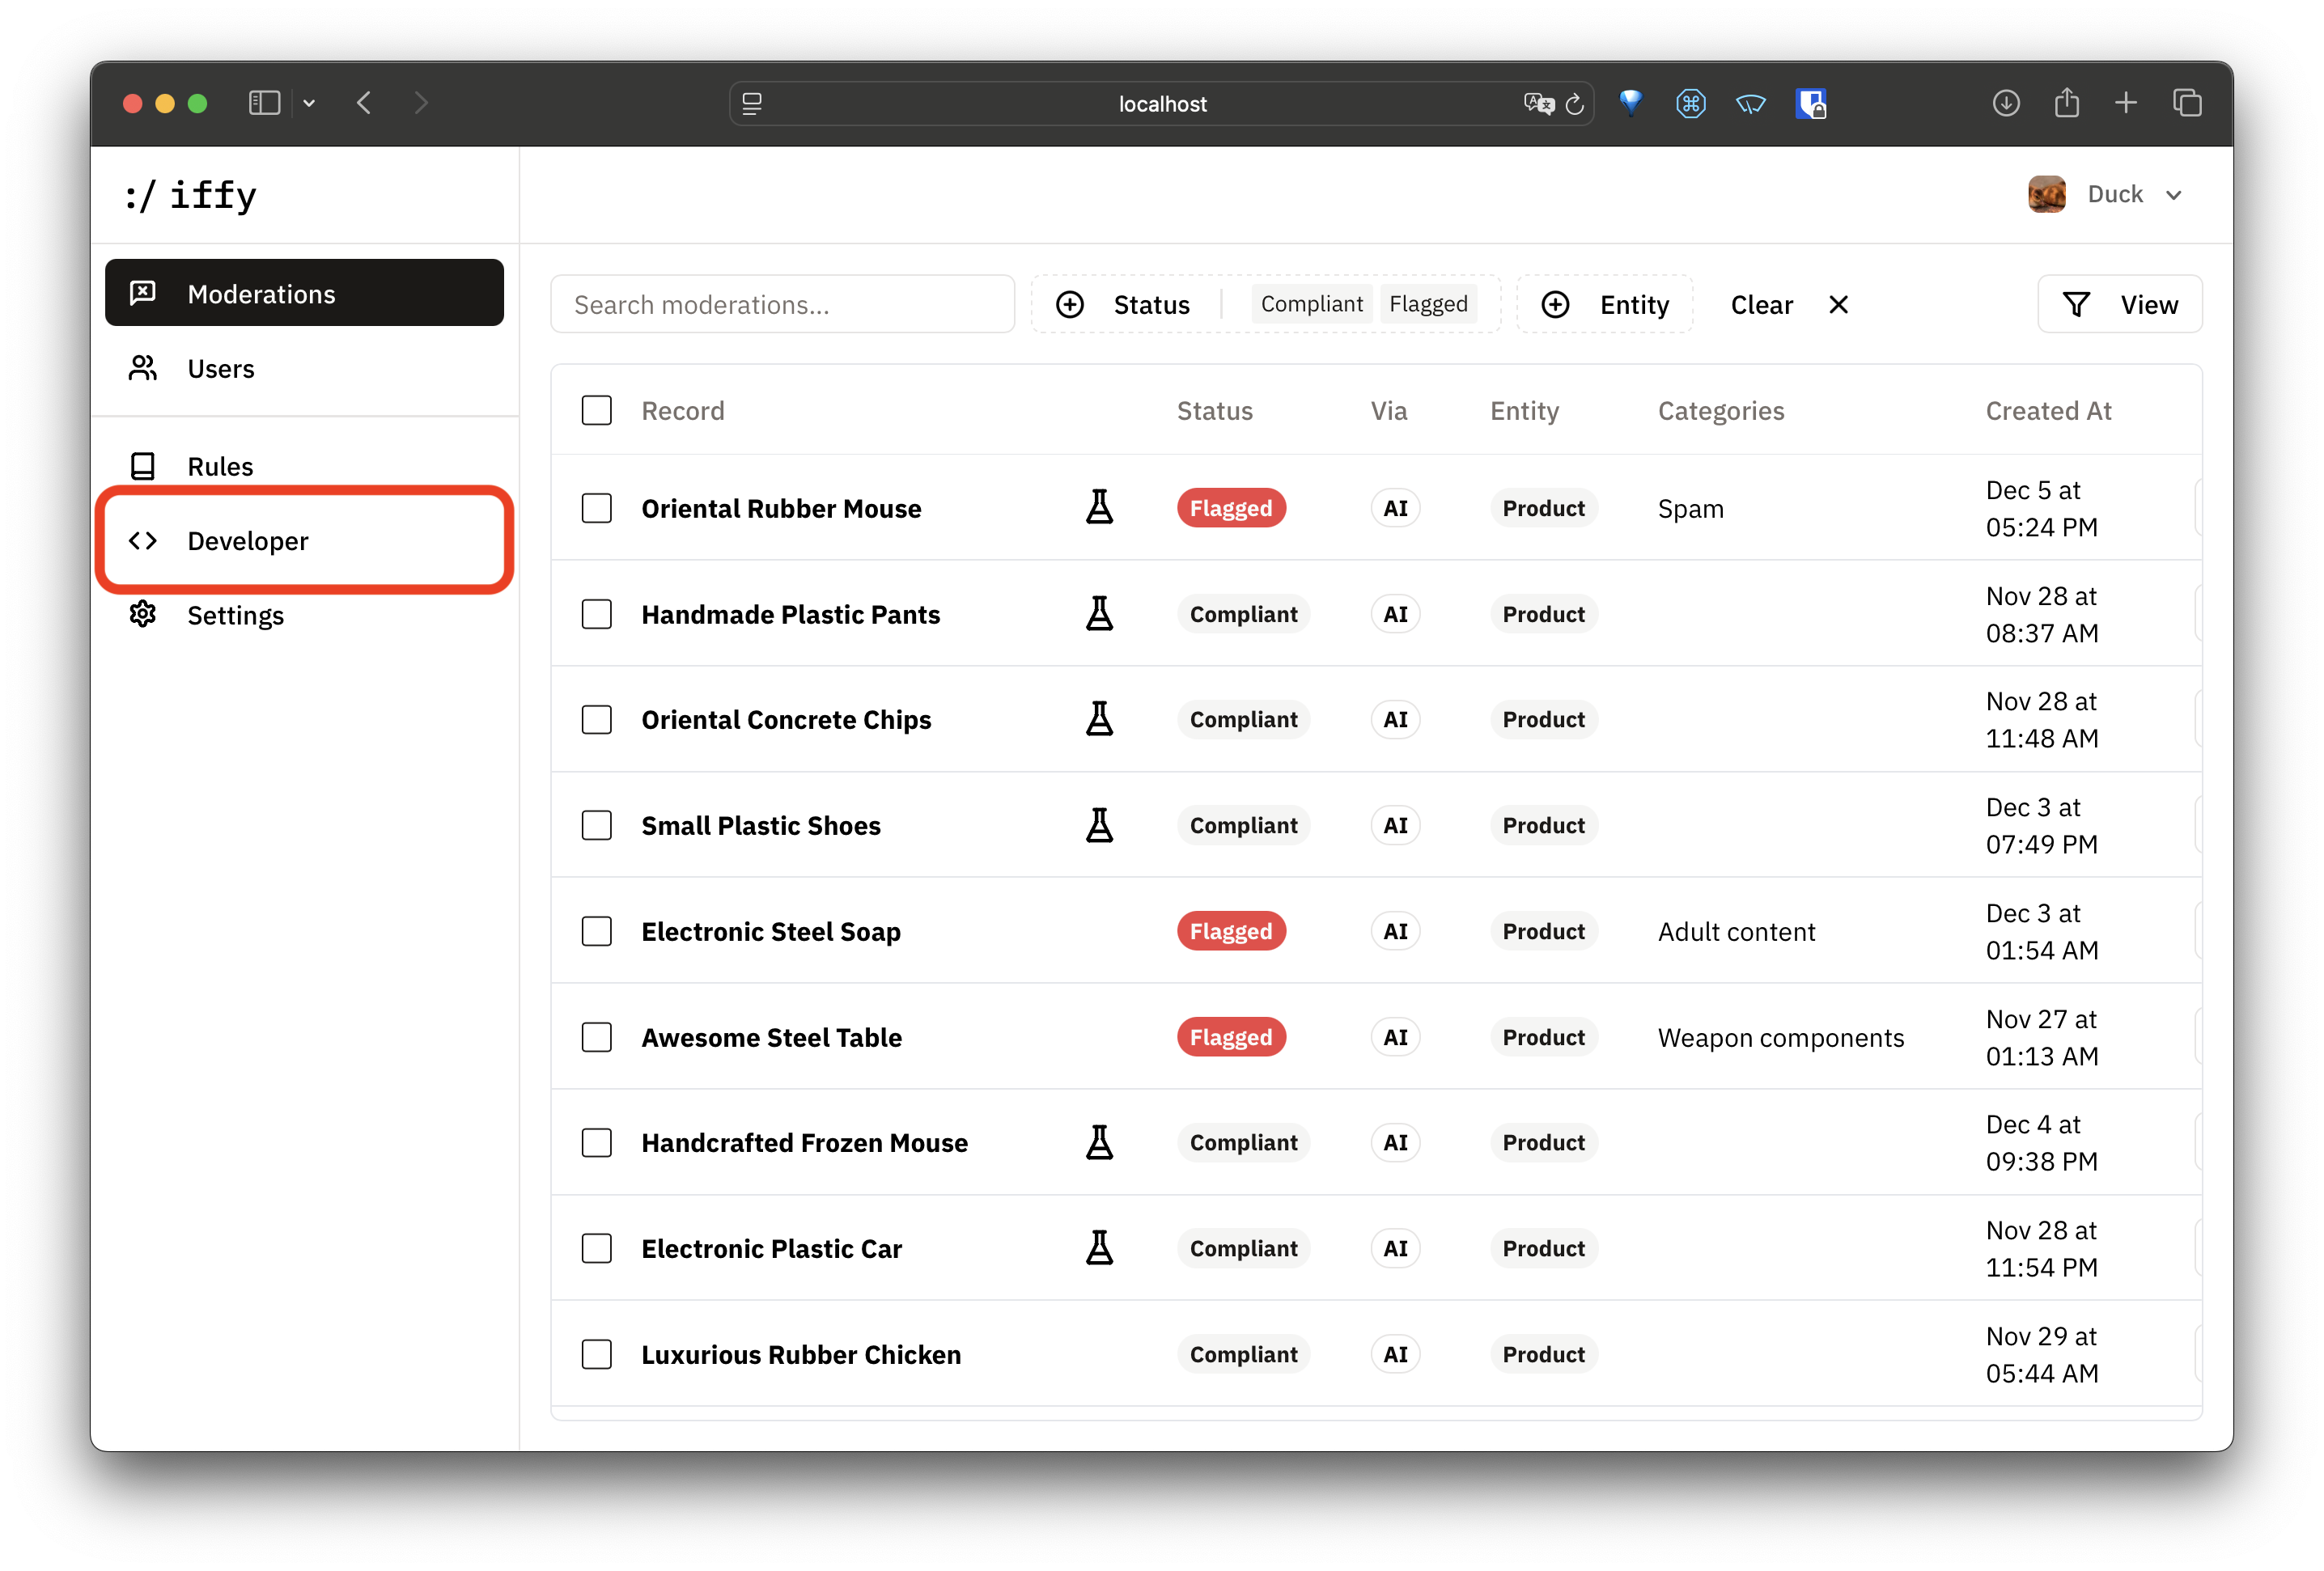 localhost
:/ iffy
Duck
Moderations
Users
Rules
Developer
Settings
Search moderations...
Status
Compliant
Flagged
Entity
Clear
View
Record Status Via Entity Categories Created At
Oriental Rubber Mouse Flagged AI Product Spam Dec 5 at
05:24 PM
Handmade Plastic Pants Compliant AI Product Nov 28 at
08:37 AM
Oriental Concrete Chips Compliant AI Product Nov 28 at
11:48 AM
Small Plastic Shoes Compliant AI Product Dec 3 at
07:49 PM
Electronic Steel Soap Flagged AI Product Adult content Dec 3 at
01:54 AM
Awesome Steel Table Flagged AI Product Weapon components Nov 27 at
01:13 AM
Handcrafted Frozen Mouse Compliant AI Product Dec 4 at
09:38 PM
Electronic Plastic Car Compliant AI Product Nov 28 at
11:54 PM
Luxurious Rubber Chicken Compliant AI Product Nov 29 at
05:44 AM